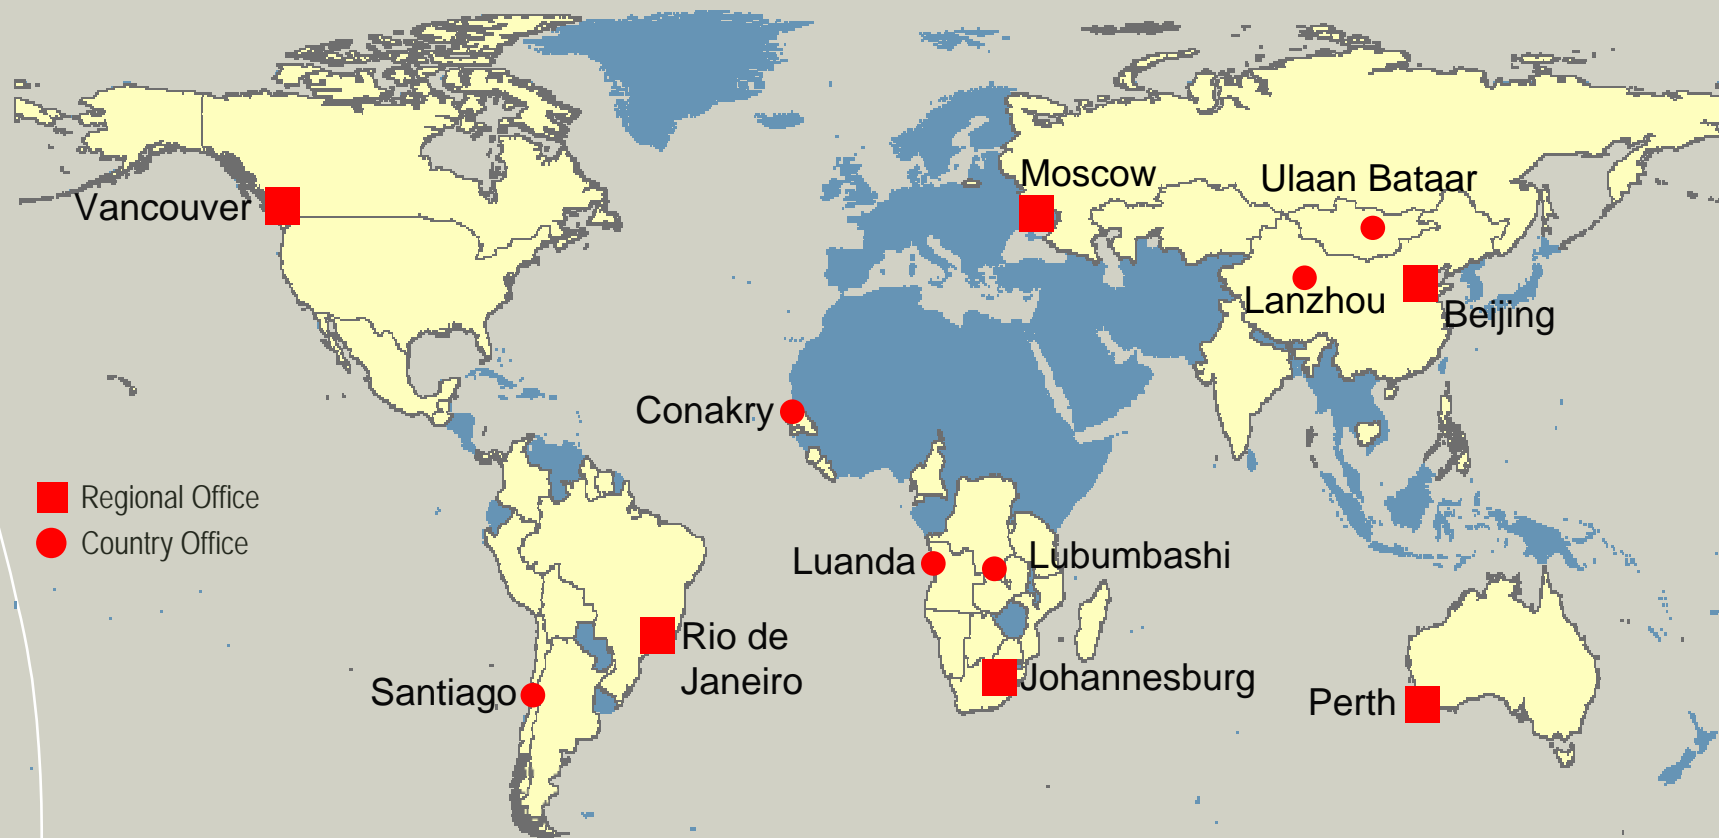 Moscow
Ulaan Bataar
Vancouver
Lanzhou
Beijing
Conakry
Regional Office
Country Office
Luanda
Lubumbashi
Rio de
Janeiro
Santiago
Johannesburg
Perth